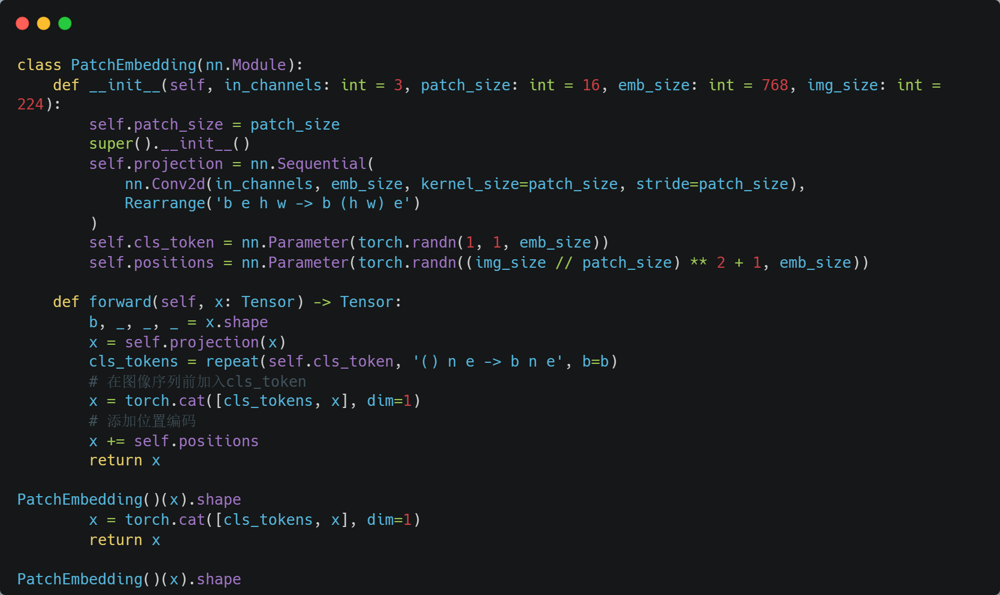 class PatchEmbedding(nn.Module):
    def __init__(self, in_channels: int = 3, patch_size: int = 16, emb_size: int = 768, img_size: int =
224):
        self.patch_size = patch_size
        super().__init__()
        self.projection = nn.Sequential(
            nn.Conv2d(in_channels, emb_size, kernel_size=patch_size, stride=patch_size),
            Rearrange('b e h w -> b (h w) e')
        )
        self.cls_token = nn.Parameter(torch.randn(1, 1, emb_size))
        self.positions = nn.Parameter(torch.randn((img_size // patch_size) ** 2 + 1, emb_size))

    def forward(self, x: Tensor) -> Tensor:
        b, _, _, _ = x.shape
        x = self.projection(x)
        cls_tokens = repeat(self.cls_token, '() n e -> b n e', b=b)
        # 在图像序列前加入cls_token
        x = torch.cat([cls_tokens, x], dim=1)
        # 添加位置编码
        x += self.positions
        return x

PatchEmbedding()(x).shape
        x = torch.cat([cls_tokens, x], dim=1)
        return x

PatchEmbedding()(x).shape